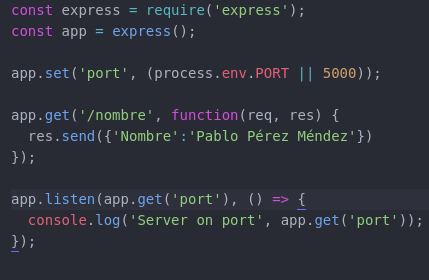 const express = require('express');
const app = express();
app.set('port', (process.env.PORT || 5000));
app.get('/nombre', function(req, res) {
  res.send({'Nombre':'Pablo Pérez Méndez'})
});
app.listen(app.get('port'), () => {
  console.log('Server on port', app.get('port'));
});